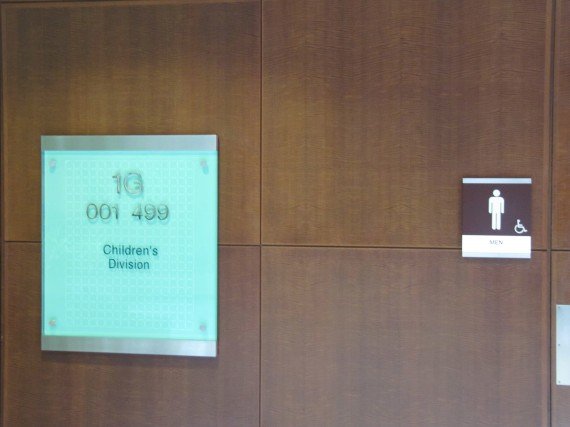 1G
001 499
Children's
Division
MEN